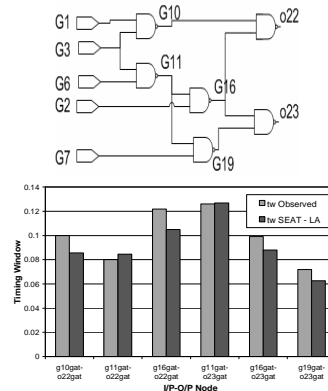 G1
G10
o22
G3
G11
G6
G16
G2
o23
G7
G19
0.14
0.12
0.1
0.08
0.06
0.04
0.02
0
Timing Window
tw Observed
tw SEAT - LA
g10gat-
o22gat
g11gat-
o22gat
g16gat-
o22gat
g11gat-
o23gat
g16gat-
o23gat
g19gat-
o23gat
I/P-O/P Node